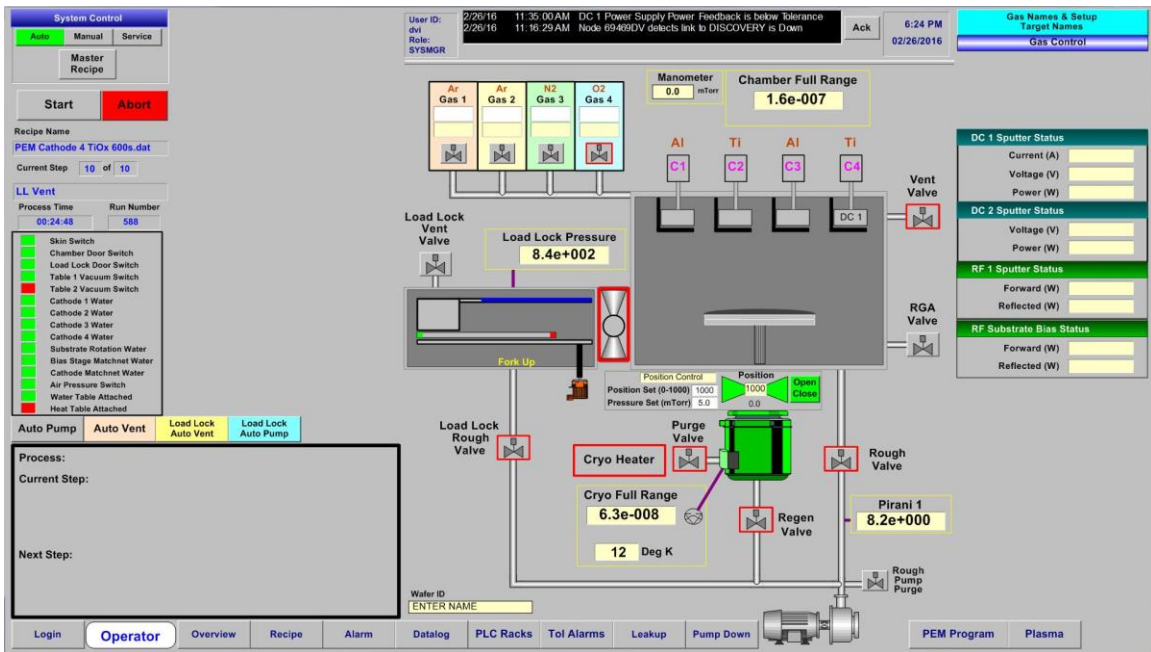 System Control
Auto Manual Service
Master
Recipe
Start Abort
Recipe Name
PEM Cathode 4 TiOx 600s.dat
Current Step 10 of 10
LL Vent
Process Time Run Number
00:24:48 588
Skin Switch
Chamber Door Switch
Load Lock Door Switch
Table 1 Vacuum Switch
Table 2 Vacuum Switch
Cathode 1 Water
Cathode 2 Water
Cathode 3 Water
Cathode 4 Water
Substrate Rotation Water
Bias Stage Matchnet Water
Cathode Matchnet Water
Air Pressure Switch
Water Table Attached
Heat Table Attached
Auto Pump Auto Vent Load Lock
Auto Vent Load Lock
Auto Pump
Process:
Current Step:
Next Step:
User ID:
dvi
Role:
SYSMGR
2/26/16 11:35:00 AM DC 1 Power Supply Power Feedback is below Tolerance
2/26/16 11:16:29 AM Node 69469DV detects link to DISCOVERY is Down
Ack
6:24 PM
02/26/2016
Gas Names & Setup
Target Names
Gas Control
Ar
Gas 1
Ar
Gas 2
N2
Gas 3
O2
Gas 4
Manometer
0.0 mTorr
Chamber Full Range
1.6e-007
Al Ti Al Ti
C1 C2 C3 C4
DC 1
Vent
Valve
RGA
Valve
Load Lock
Vent
Valve
Load Lock Pressure
8.4e+002
Fork Up
Position Control
Position Set (0-1000) 1000
Pressure Set (mTorr) 5.0
Position
1000
0.0
Open
Close
Load Lock
Rough
Valve
Purge
Valve
Cryo Heater
Rough
Valve
Cryo Full Range
6.3e-008
12 Deg K
Regen
Valve
Pirani 1
8.2e+000
Rough
Pump
Purge
Wafer ID
ENTER NAME
DC 1 Sputter Status
Current (A)
Voltage (V)
Power (W)
DC 2 Sputter Status
Voltage (V)
Power (W)
RF 1 Sputter Status
Forward (W)
Reflected (W)
RF Substrate Bias Status
Forward (W)
Reflected (W)
Login Operator Overview Recipe Alarm Datalog PLC Racks Tol Alarms Leakup Pump Down PEM Program Plasma